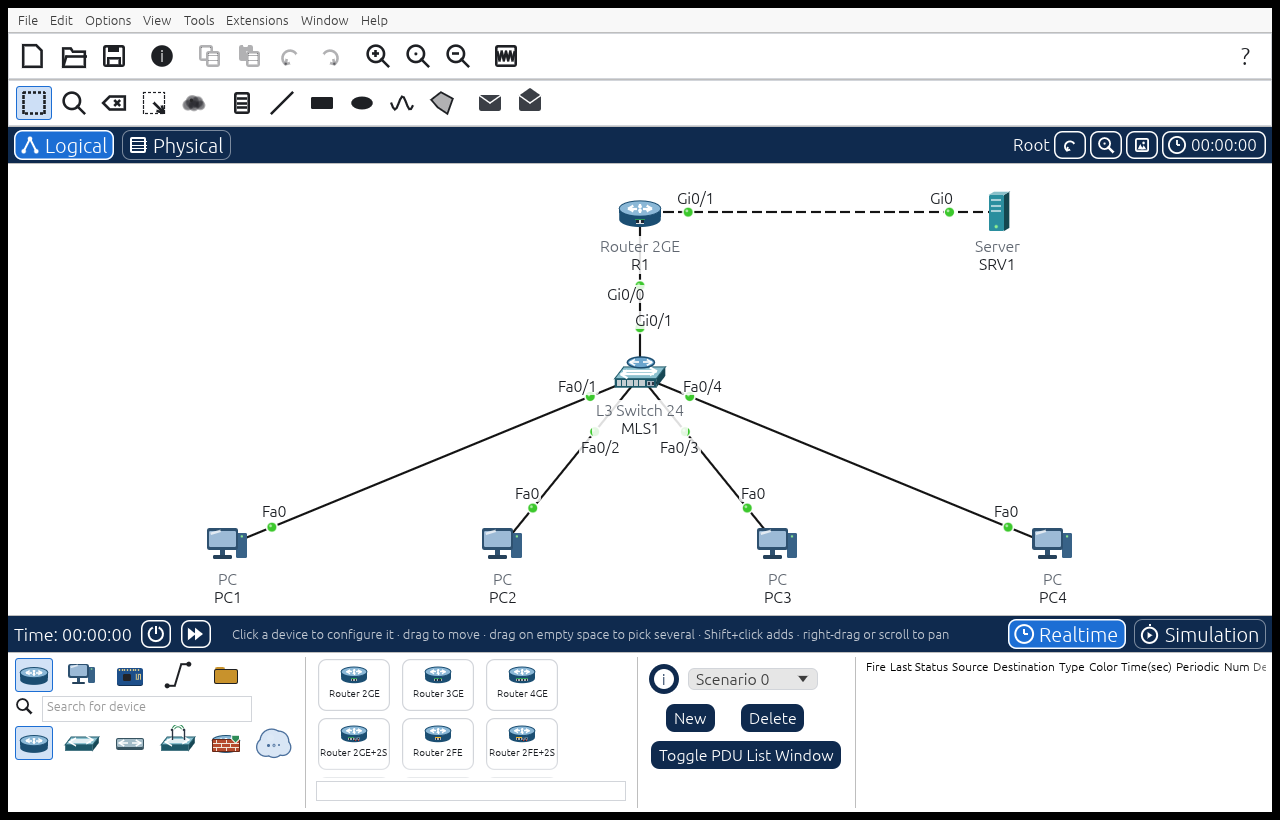 File Edit Options View Tools Extensions Window Help
?
Logical Physical Root 00:00:00
Gi0/1 Gi0
Router 2GE Server
R1 SRV1
Gi0/0
Gi0/1
Fa0/1 Fa0/4
L3 Switch 24
MLS1
Fa0/2 Fa0/3
Fa0 Fa0
Fa0 Fa0
PC PC PC PC
PC1 PC2 PC3 PC4
Time: 00:00:00 Click a device to configure it · drag to move · drag on empty space to pick several · Shift+click adds · right-drag or scroll to pan Realtime Simulation
Fire Last Status Source Destination Type Color Time(sec) Periodic Num De
Search for device
Router 2GE Router 3GE Router 4GE
Router 2GE+2S Router 2FE Router 2FE+2S
Scenario 0
New Delete
Toggle PDU List Window